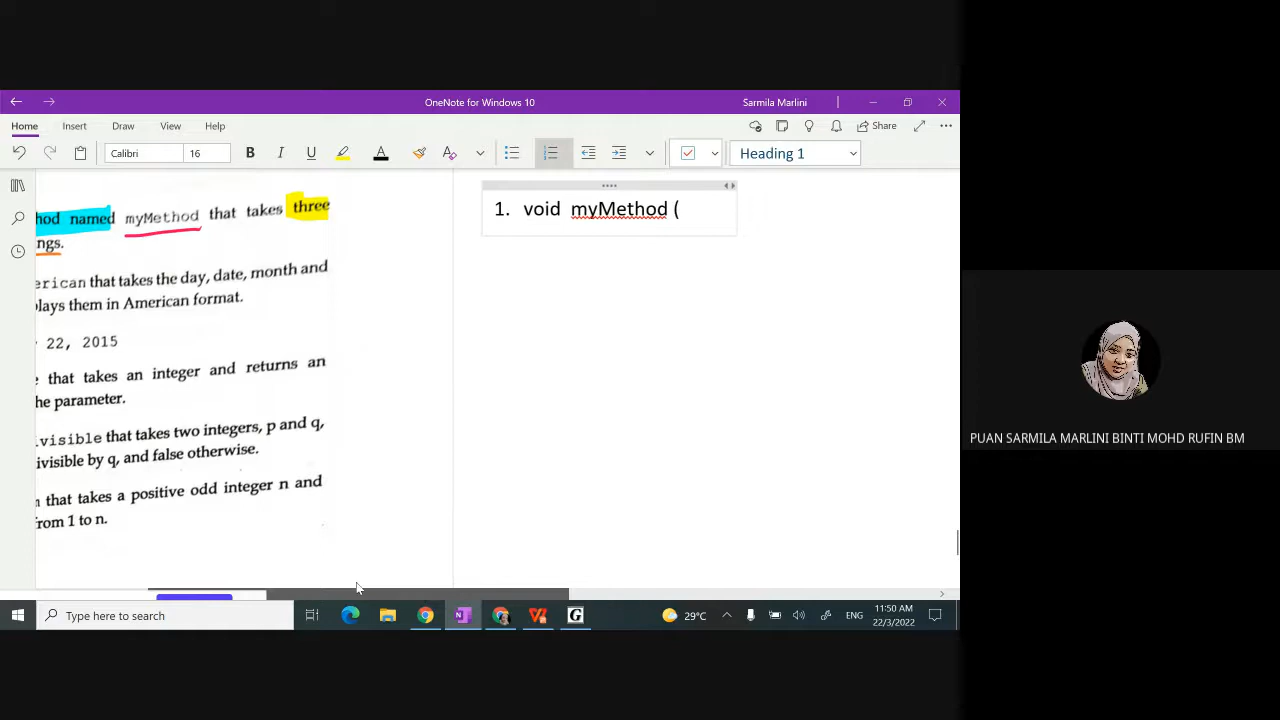 OneNote for Windows 10
Sarmila Marlini
Home Insert Draw View Help
Share
Calibri 16 B I U A Heading 1
hod named myMethod that takes three
ngs.
erican that takes the day, date, month and
lays them in American format.
22, 2015
e that takes an integer and returns an
he parameter.
visible that takes two integers, p and q,
ivisible by q, and false otherwise.
that takes a positive odd integer n and
from 1 to n.
1. void myMethod (
PUAN SARMILA MARLINI BINTI MOHD RUFIN BM
Type here to search
29°C
ENG
11:50 AM
22/3/2022